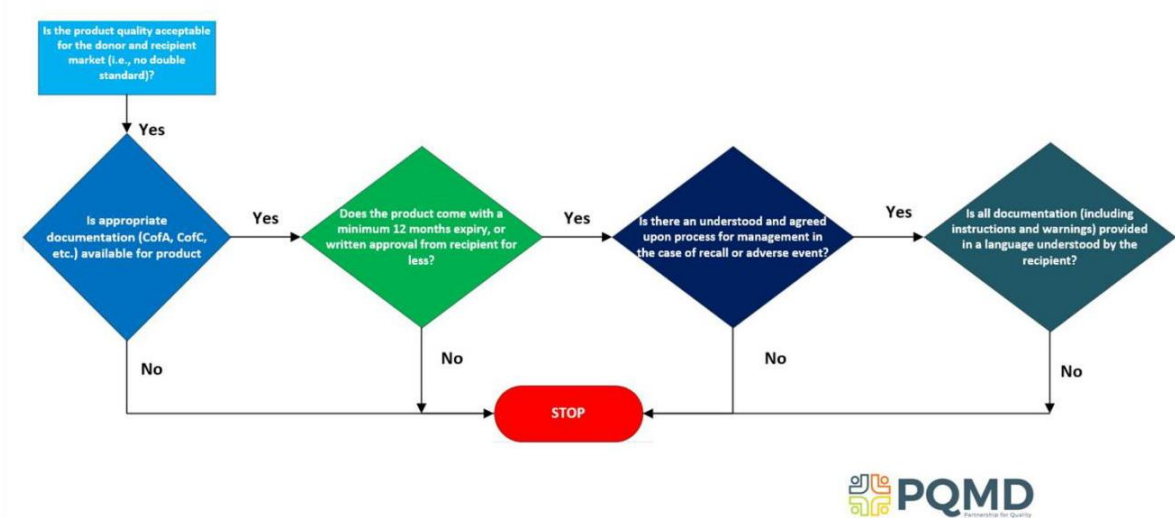 Is the product quality acceptable
for the donor and recipient
market (i.e., no double
standard)?
Yes
Is appropriate
documentation (CofA, CofC,
etc.) available for product
Yes
Does the product come with a
minimum 12 months expiry, or
written approval from recipient for
less?
Yes
Is there an understood and agreed
upon process for management in
the case of recall or adverse event?
Yes
Is all documentation (including
instructions and warnings) provided
in a language understood by the
recipient?
No
No
No
No
STOP
PQMD
Partnership for Quality